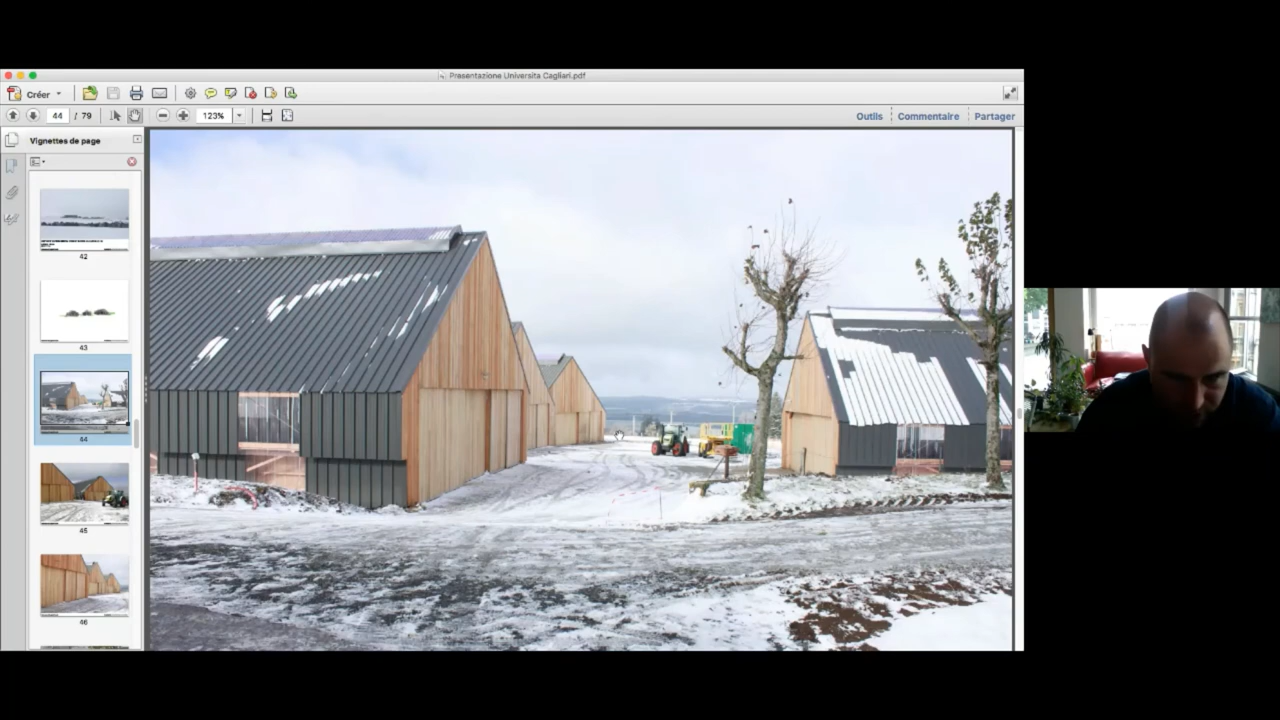 Presentazione Universita Cagliari.pdf
Créer
44 / 79
123%
Outils
Commentaire
Partager
Vignettes de page
42
43
44
45
46